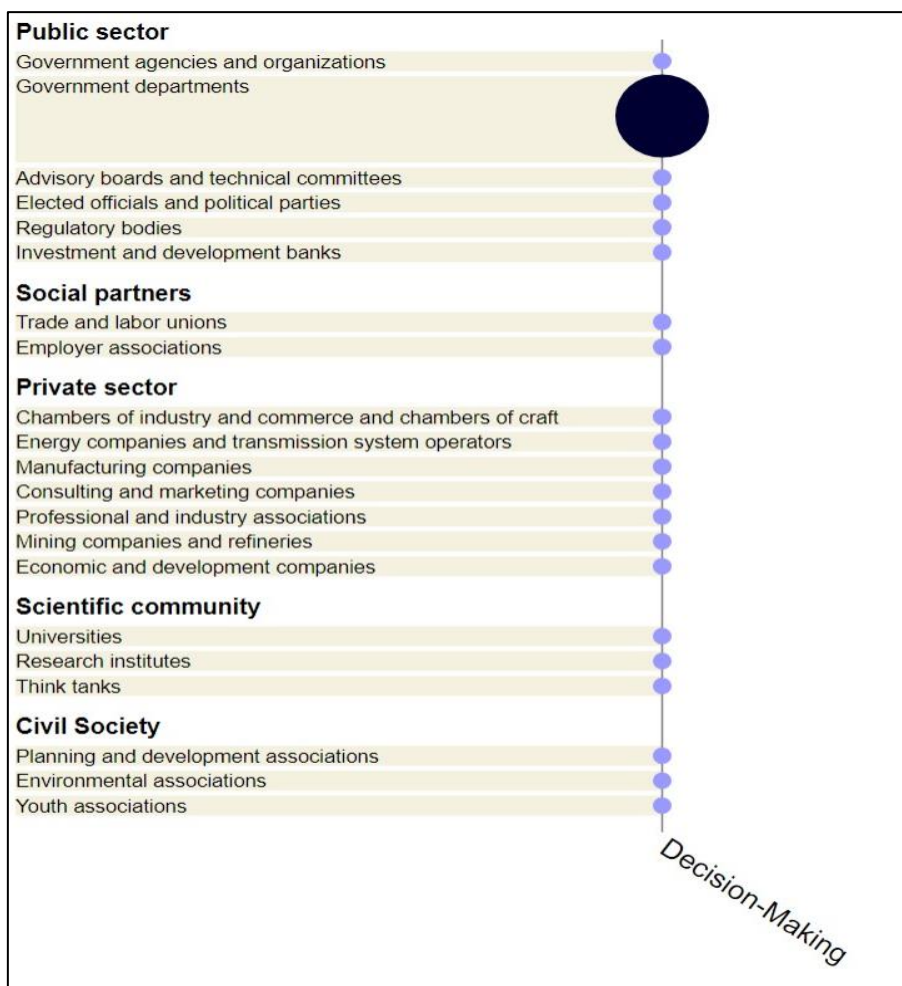 Public sector
Government agencies and organizations
Government departments
Advisory boards and technical committees
Elected officials and political parties
Regulatory bodies
Investment and development banks
Social partners
Trade and labor unions
Employer associations
Private sector
Chambers of industry and commerce and chambers of craft
Energy companies and transmission system operators
Manufacturing companies
Consulting and marketing companies
Professional and industry associations
Mining companies and refineries
Economic and development companies
Scientific community
Universities
Research institutes
Think tanks
Civil Society
Planning and development associations
Environmental associations
Youth associations
Decision-Making